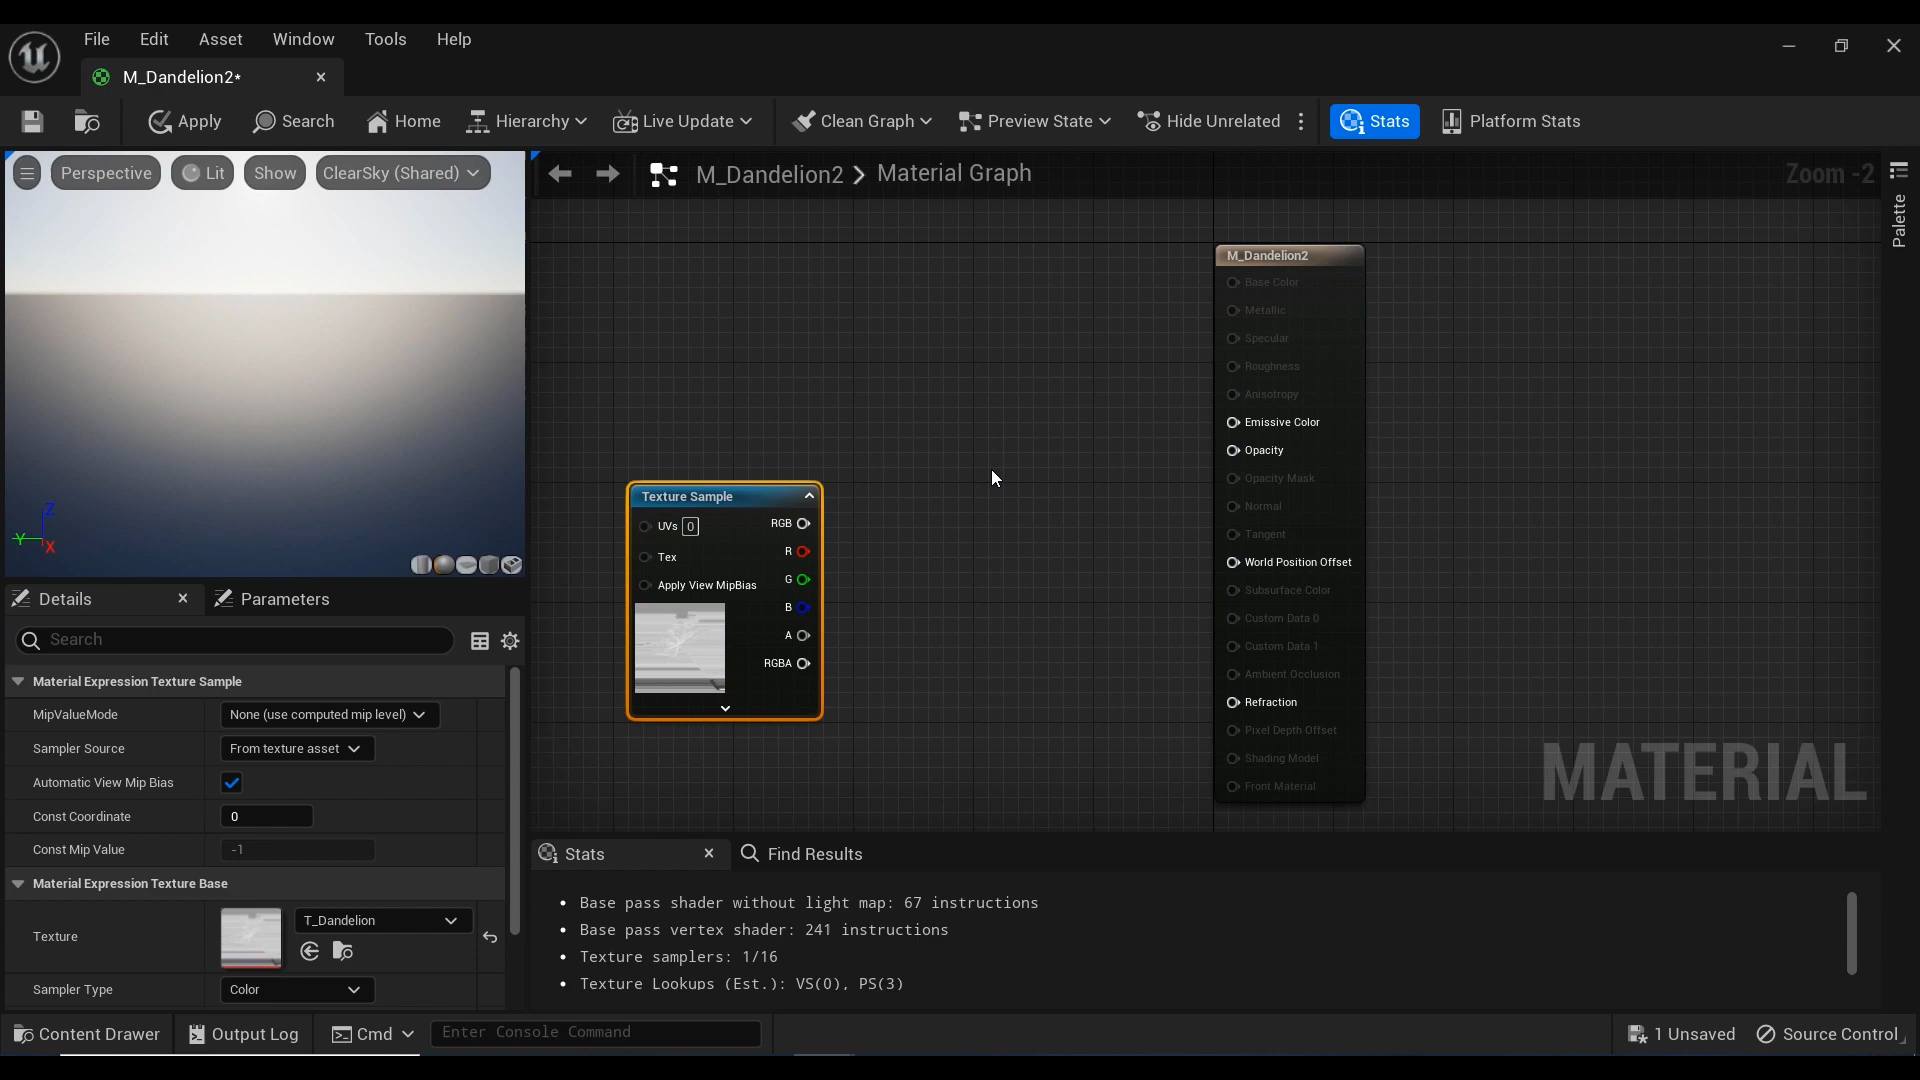 File Edit Asset Window Tools Help
M_Dandelion2*
Apply Search Home Hierarchy Live Update Clean Graph Preview State Hide Unrelated Stats Platform Stats
Perspective Lit Show ClearSky (Shared)
M_Dandelion2 > Material Graph
Zoom -2
Palette
Z
Y
X
M_Dandelion2
Base Color
Metallic
Specular
Roughness
Anisotropy
Emissive Color
Opacity
Opacity Mask
Normal
Tangent
World Position Offset
Subsurface Color
Custom Data 0
Custom Data 1
Ambient Occlusion
Refraction
Pixel Depth Offset
Shading Model
Front Material
Texture Sample
UVs 0 RGB
R
Tex
G
Apply View MipBias
B
A
RGBA
MATERIAL
Details Parameters
Search
Material Expression Texture Sample
MipValueMode None (use computed mip level)
Sampler Source From texture asset
Automatic View Mip Bias
Const Coordinate 0
Const Mip Value -1
Material Expression Texture Base
Texture T_Dandelion
Sampler Type Color
Stats Find Results
• Base pass shader without light map: 67 instructions
• Base pass vertex shader: 241 instructions
• Texture samplers: 1/16
• Texture Lookups (Est.): VS(0), PS(3)
Content Drawer Output Log Cmd Enter Console Command 1 Unsaved Source Control